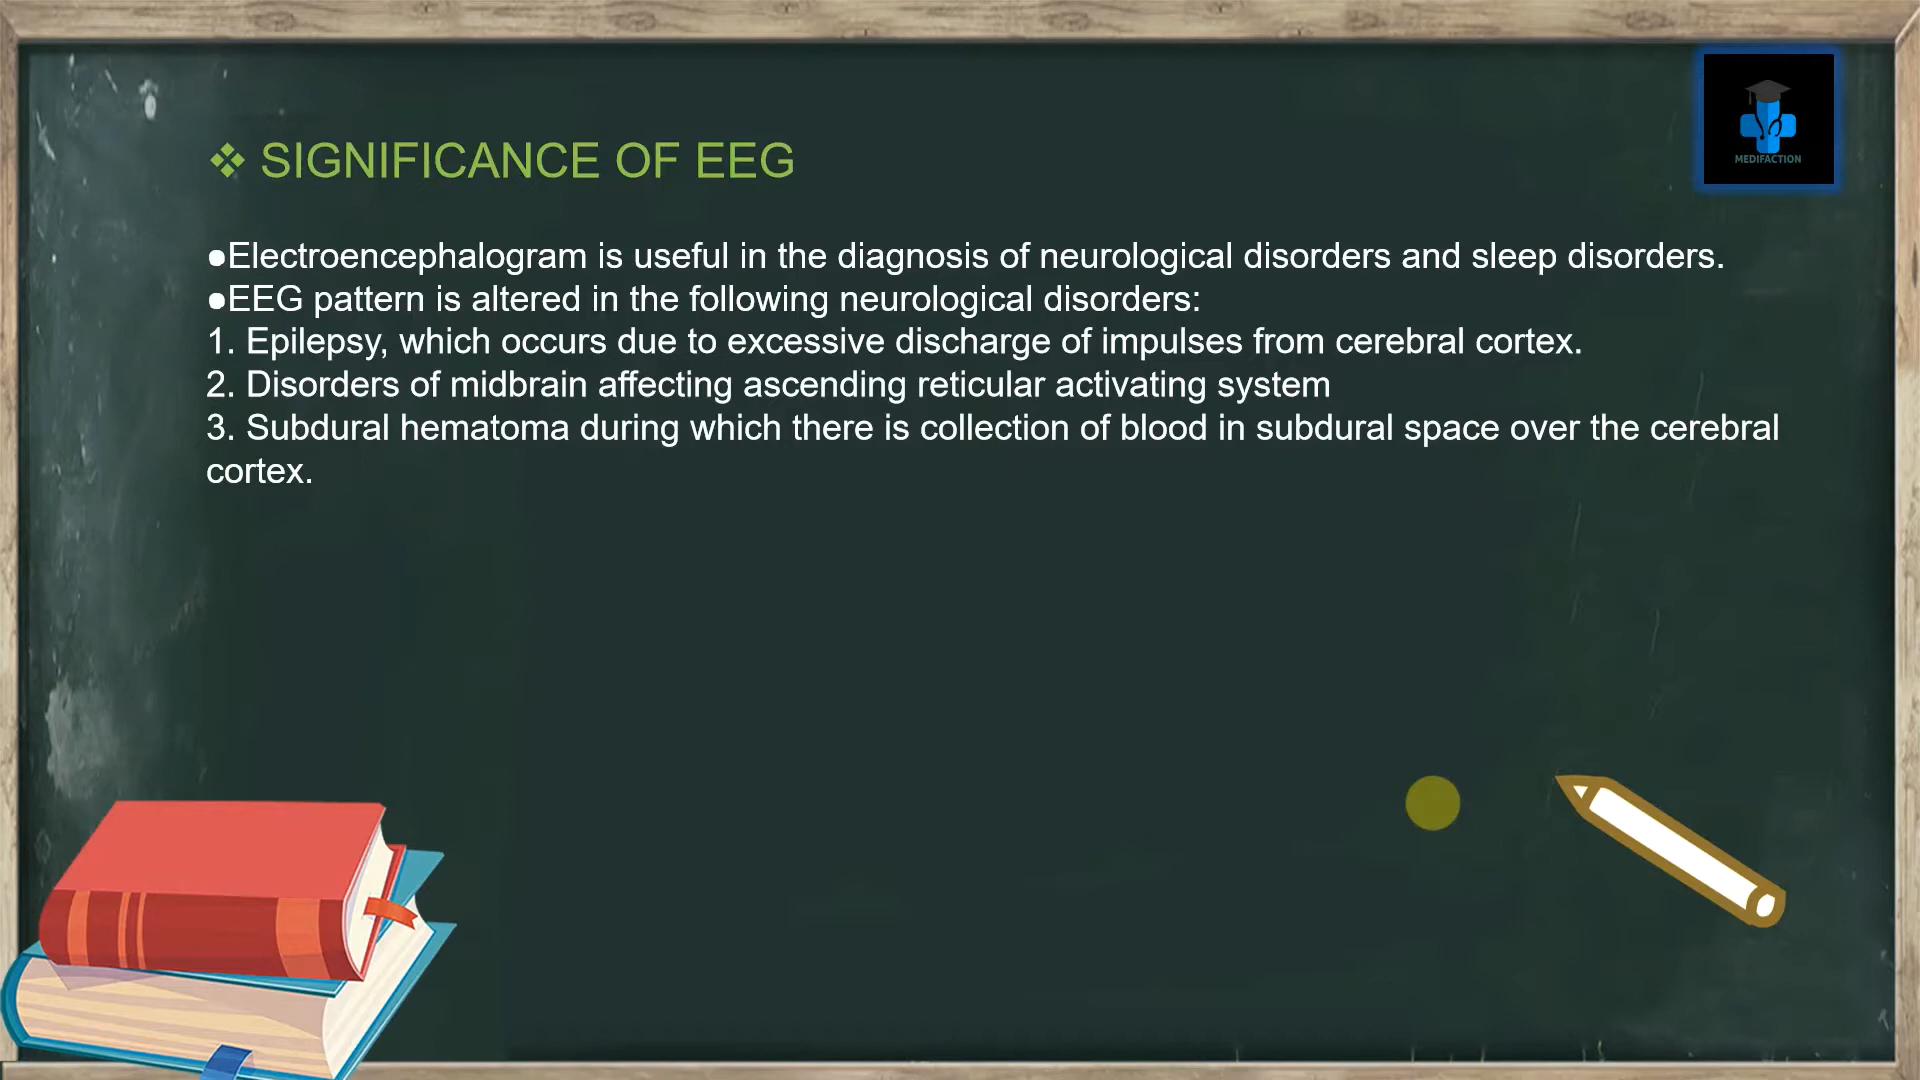 ❖ SIGNIFICANCE OF EEG
MEDIFACTION
●Electroencephalogram is useful in the diagnosis of neurological disorders and sleep disorders.
●EEG pattern is altered in the following neurological disorders:
1. Epilepsy, which occurs due to excessive discharge of impulses from cerebral cortex.
2. Disorders of midbrain affecting ascending reticular activating system
3. Subdural hematoma during which there is collection of blood in subdural space over the cerebral
cortex.